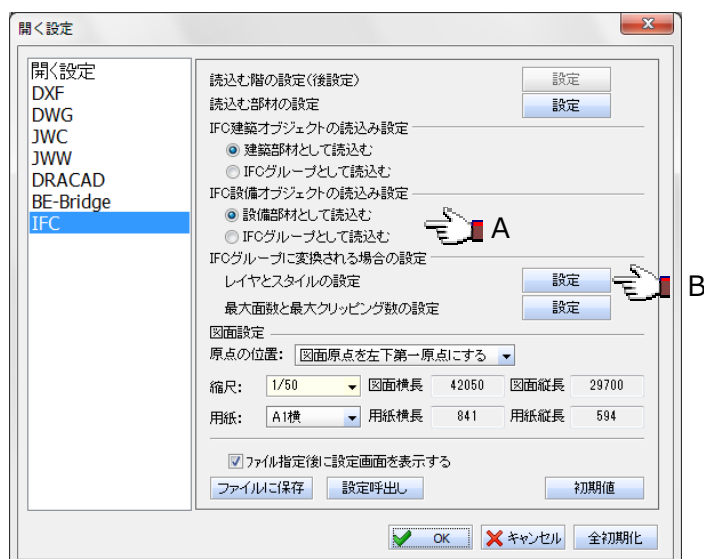 開く設定
開く設定
DXF
DWG
JWC
JWW
DRACAD
BE-Bridge
IFC
読込む階の設定(後設定) 設定
読込む部材の設定 設定
IFC建築オブジェクトの読込み設定
建築部材として読込む
IFCグループとして読込む
IFC設備オブジェクトの読込み設定
設備部材として読込む
A
IFCグループとして読込む
IFCグループに変換される場合の設定
レイヤとスタイルの設定 設定
B
最大面数と最大クリッピング数の設定 設定
図面設定
原点の位置: 図面原点を左下第一原点にする
縮尺: 1/50 図面横長 42050 図面縦長 29700
用紙: A1横 用紙横長 841 用紙縦長 594
ファイル指定後に設定画面を表示する
ファイルに保存 設定呼出し 初期値
OK キャンセル 全初期化